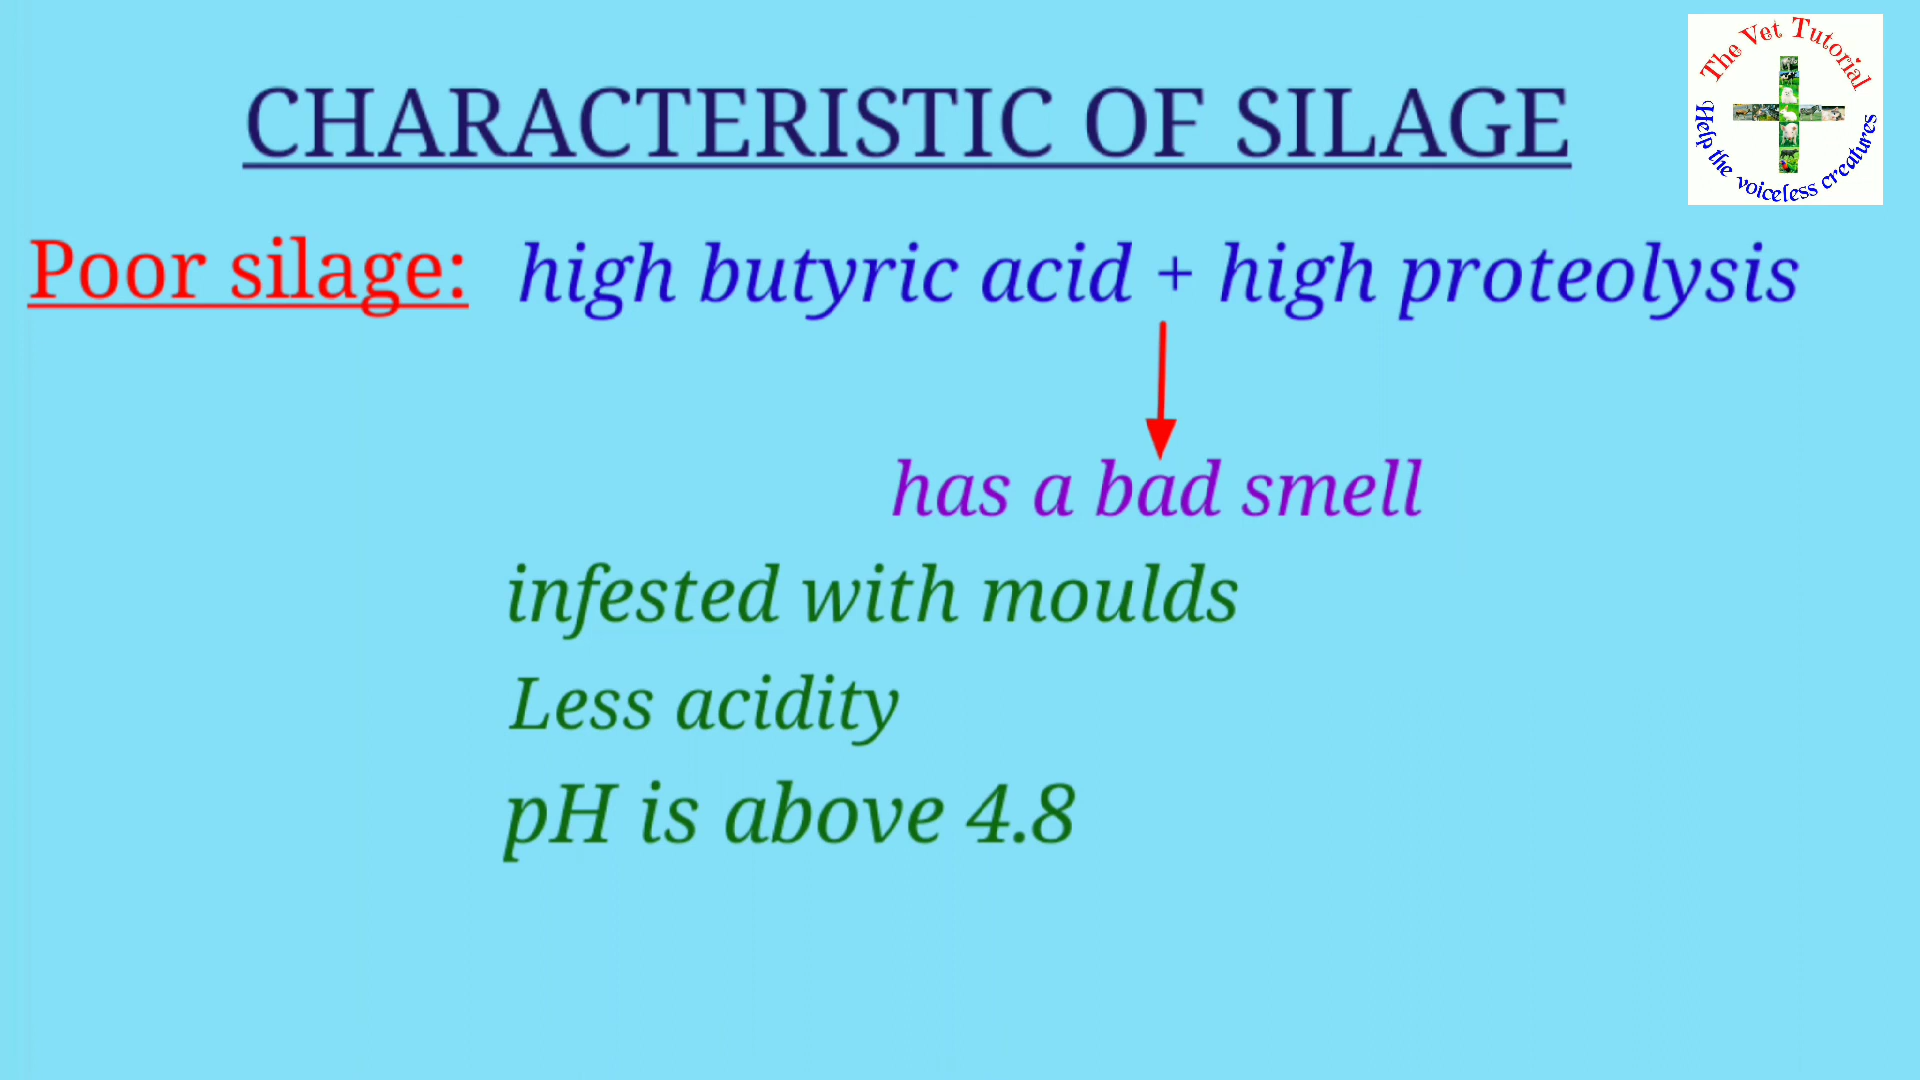 CHARACTERISTIC OF SILAGE
The Vet Tutorial
Help the voiceless creatures
Poor silage: high butyric acid + high proteolysis
has a bad smell
infested with moulds
Less acidity
pH is above 4.8